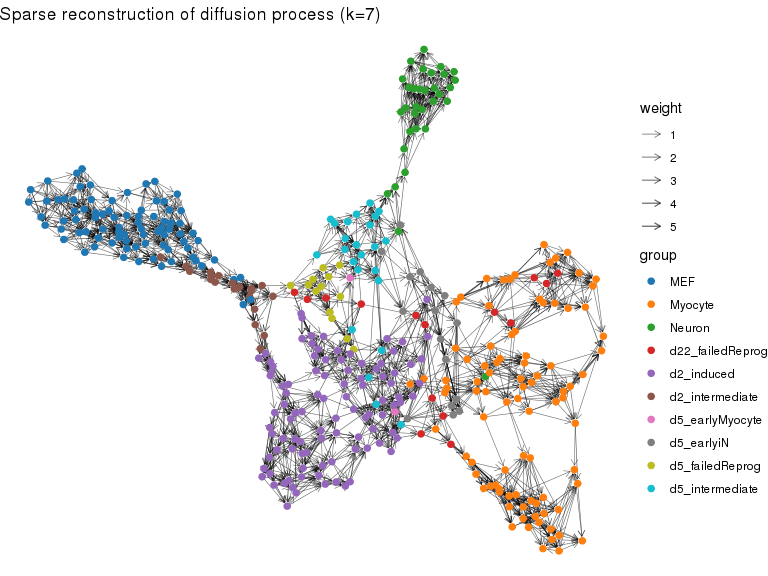 Sparse reconstruction of diffusion process (k=7)
weight
1
2
3
4
5
group
MEF
Myocyte
Neuron
d22_failedReprog
d2_induced
d2_intermediate
d5_earlyMyocyte
d5_earlyiN
d5_failedReprog
d5_intermediate